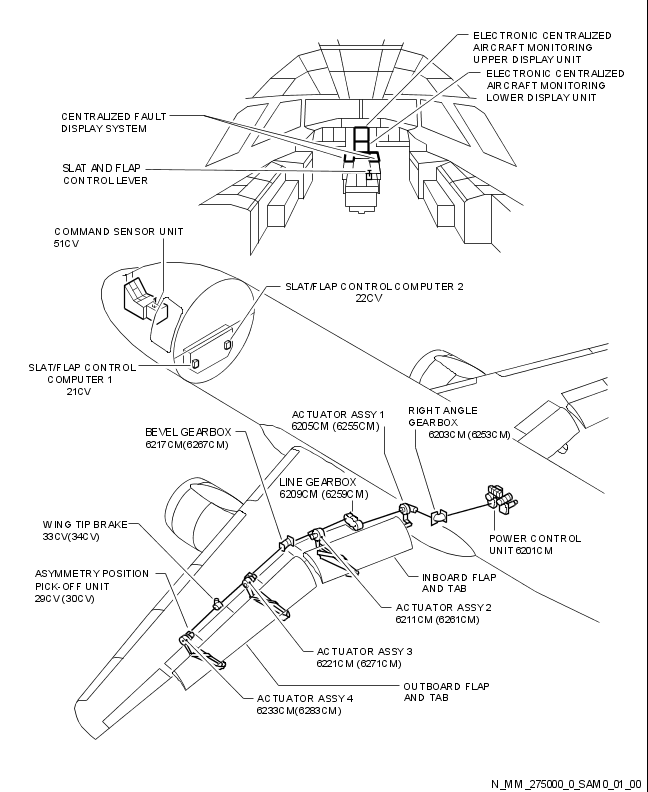 ELECTRONIC CENTRALIZED
AIRCRAFT MONITORING
UPPER DISPLAY UNIT
ELECTRONIC CENTRALIZED
AIRCRAFT MONITORING
LOWER DISPLAY UNIT
CENTRALIZED FAULT
DISPLAY SYSTEM
SLAT AND FLAP
CONTROL LEVER
COMMAND SENSOR UNIT
51CV
SLAT/FLAP CONTROL COMPUTER 2
22CV
SLAT/FLAP CONTROL
COMPUTER 1
21CV
ACTUATOR ASSY 1
6205CM (6255CM)
RIGHT ANGLE
GEARBOX
6203CM (6253CM)
BEVEL GEARBOX
6217CM (6267CM)
LINE GEARBOX
6209CM (6259CM)
WING TIP BRAKE
33CV (34CV)
POWER CONTROL
UNIT 6201CM
ASYMMETRY POSITION
PICK-OFF UNIT
29CV (30CV)
INBOARD FLAP
AND TAB
ACTUATOR ASSY 2
6211CM (6261CM)
ACTUATOR ASSY 3
6221CM (6271CM)
OUTBOARD FLAP
AND TAB
ACTUATOR ASSY 4
6233CM (6283CM)
N_MM_275000_0_SAM0_01_00